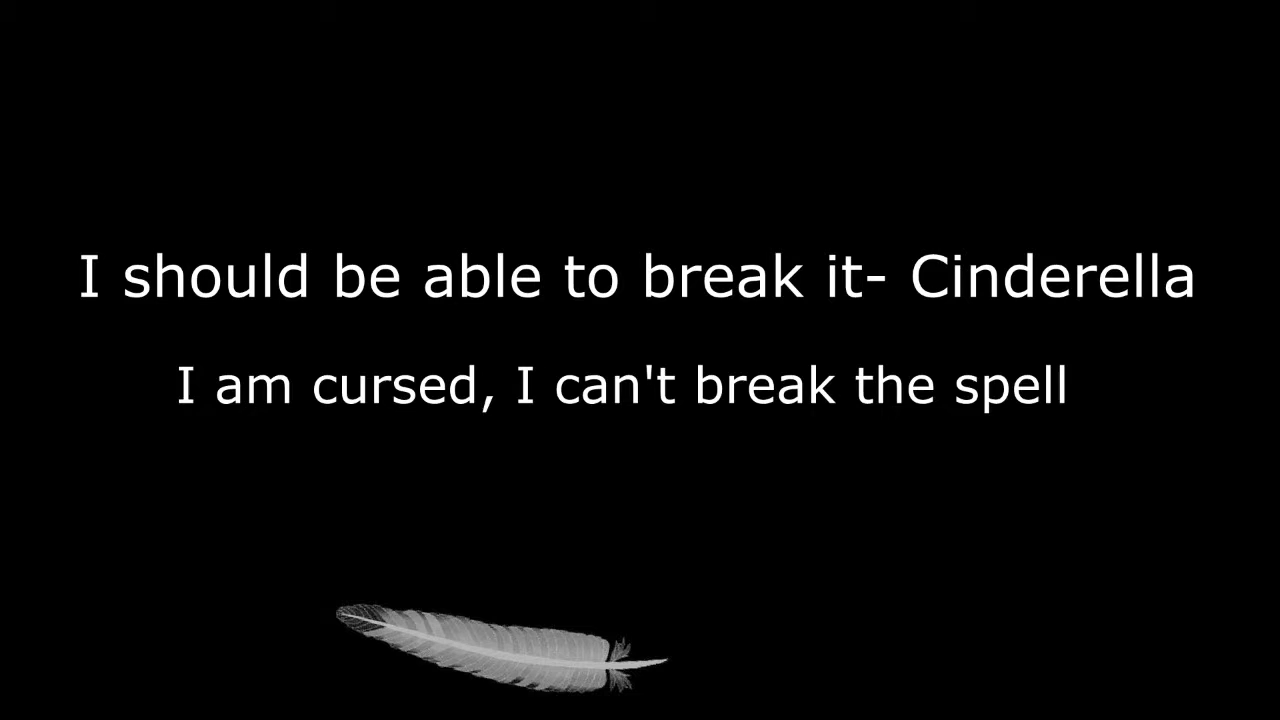 I should be able to break it- Cinderella
I am cursed, I can't break the spell